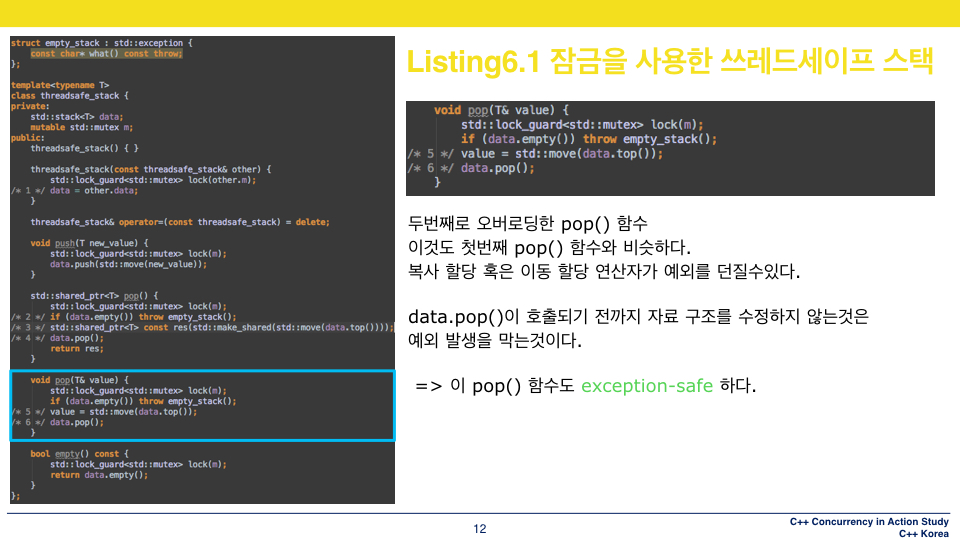 struct empty_stack : std::exception {
const char* what() const throw;
};
template<typename T>
class threadsafe_stack {
private:
std::stack<T> data;
mutable std::mutex m;
public:
threadsafe_stack() { }
threadsafe_stack(const threadsafe_stack& other) {
std::lock_guard<std::mutex> lock(other.m);
/* 1 */ data = other.data;
}
threadsafe_stack& operator=(const threadsafe_stack) = delete;
void push(T new_value) {
std::lock_guard<std::mutex> lock(m);
data.push(std::move(new_value));
}
std::shared_ptr<T> pop() {
std::lock_guard<std::mutex> lock(m);
/* 2 */ if (data.empty()) throw empty_stack();
/* 3 */ std::shared_ptr<T> const res(std::make_shared(std::move(data.top())));
/* 4 */ data.pop();
return res;
}
void pop(T& value) {
std::lock_guard<std::mutex> lock(m);
if (data.empty()) throw empty_stack();
/* 5 */ value = std::move(data.top());
/* 6 */ data.pop();
}
bool empty() const {
std::lock_guard<std::mutex> lock(m);
return data.empty();
}
};
Listing6.1 잠금을 사용한 쓰레드세이프 스택
void pop(T& value) {
std::lock_guard<std::mutex> lock(m);
if (data.empty()) throw empty_stack();
/* 5 */ value = std::move(data.top());
/* 6 */ data.pop();
}
두번째로 오버로딩한 pop() 함수
이것도 첫번째 pop() 함수와 비슷하다.
복사 할당 혹은 이동 할당 연산자가 예외를 던질수있다.
data.pop()이 호출되기 전까지 자료 구조를 수정하지 않는것은
예외 발생을 막는것이다.
=> 이 pop() 함수도 exception-safe 하다.
12
C++ Concurrency in Action Study
C++ Korea